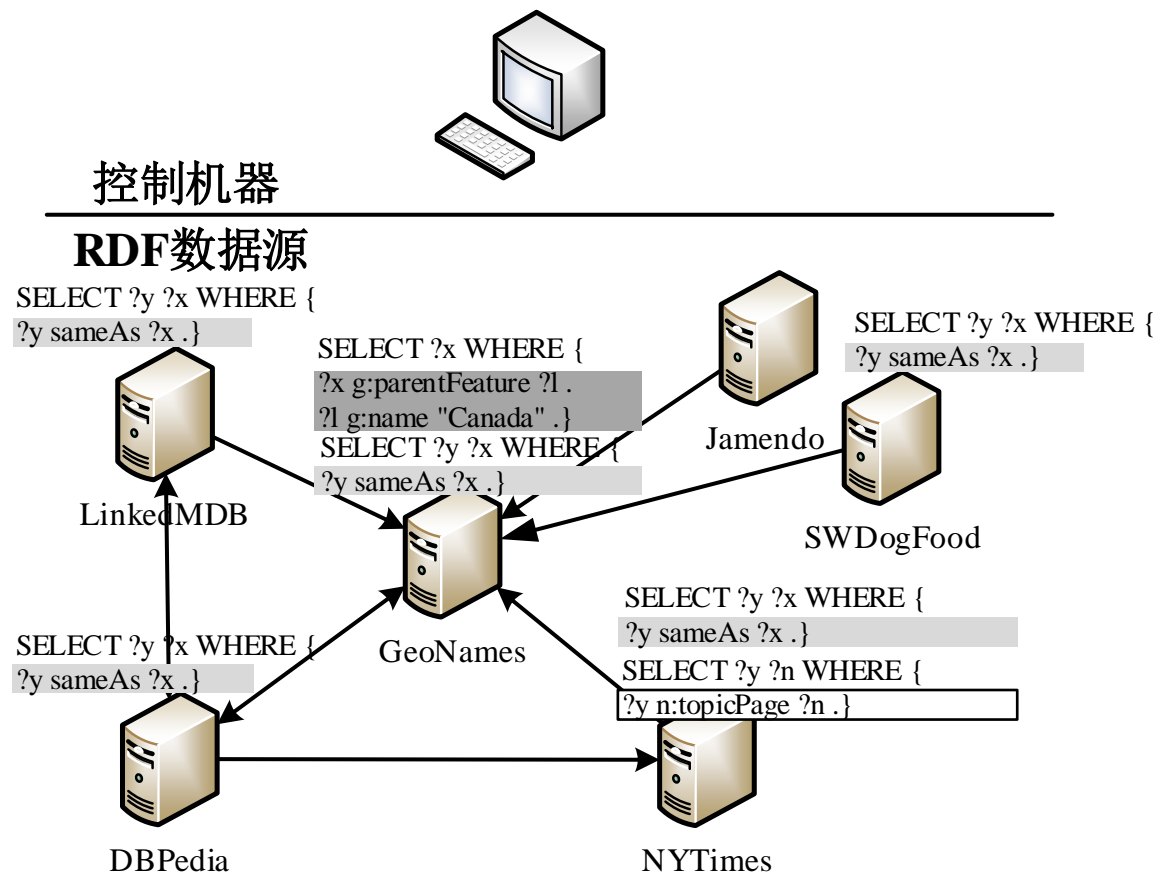 控制机器
RDF数据源
SELECT ?y ?x WHERE {
?y sameAs ?x .}
LinkedMDB
SELECT ?x WHERE {
?x g:parentFeature ?l .
?l g:name "Canada" .}
SELECT ?y ?x WHERE {
?y sameAs ?x .}
GeoNames
Jamendo
SELECT ?y ?x WHERE {
?y sameAs ?x .}
SWDogFood
SELECT ?y ?x WHERE {
?y sameAs ?x .}
DBPedia
SELECT ?y ?x WHERE {
?y sameAs ?x .}
SELECT ?y ?n WHERE {
?y n:topicPage ?n .}
NYTimes